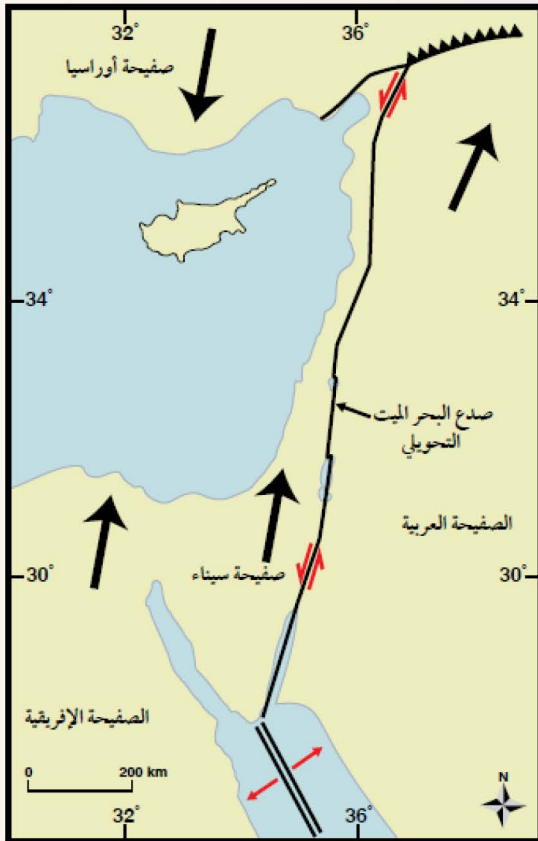 32°
36°
صفيحة أوراسيا
34°
34°
صدع البحر الميت
التحويلي
الصفيحة العربية
30°
صفيحة سيناء
30°
الصفيحة الإفريقية
0 200 km
N
32°
36°